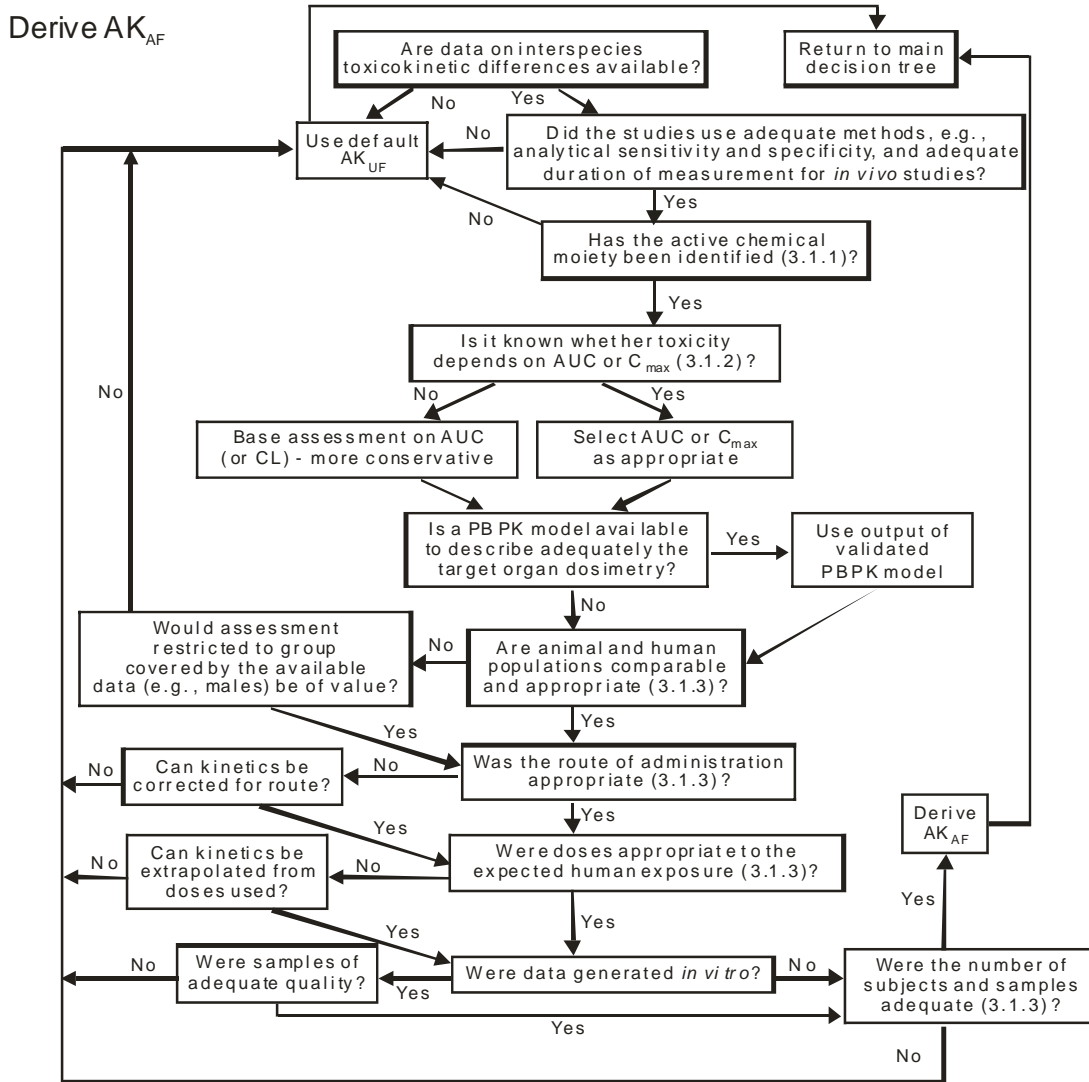 Derive AK_AF
Are data on interspecies
toxicokinetic differences available?
Return to main
decision tree
No
Yes
Use default
AK_UF
No
Did the studies use adequate methods, e.g.,
analytical sensitivity and specificity, and adequate
duration of measurement for in vivo studies?
No
Yes
Has the active chemical
moiety been identified (3.1.1)?
Yes
Is it known whether toxicity
depends on AUC or C_max (3.1.2)?
No
No
Yes
Base assessment on AUC
(or CL) - more conservative
Select AUC or C_max
as appropriate
Is a PBPK model available
to describe adequately the
target organ dosimetry?
Yes
Use output of
validated
PBPK model
No
Would assessment
restricted to group
covered by the available
data (e.g., males) be of value?
No
Are animal and human
populations comparable
and appropriate (3.1.3)?
Yes
Yes
Was the route of administration
appropriate (3.1.3)?
No
Can kinetics be
corrected for route?
No
Yes
Yes
Derive
AK_AF
Can kinetics be
extrapolated from
doses used?
No
No
Were doses appropriate to the
expected human exposure (3.1.3)?
Yes
Yes
Yes
Were samples of
adequate quality?
No
Yes
Were data generated in vitro?
No
Were the number of
subjects and samples
adequate (3.1.3)?
Yes
No